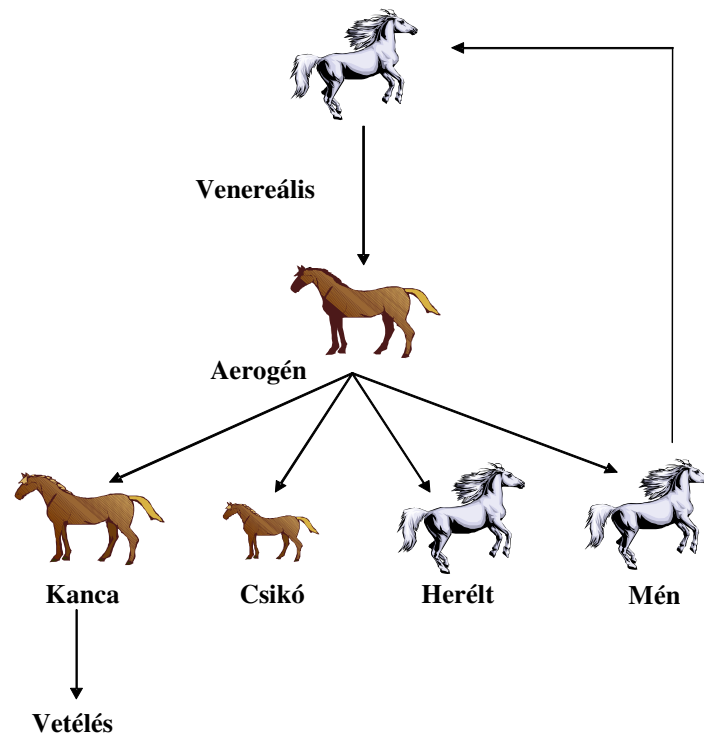 Venereális
Aerogén
Kanca
Csikó
Herélt
Mén
Vetélés